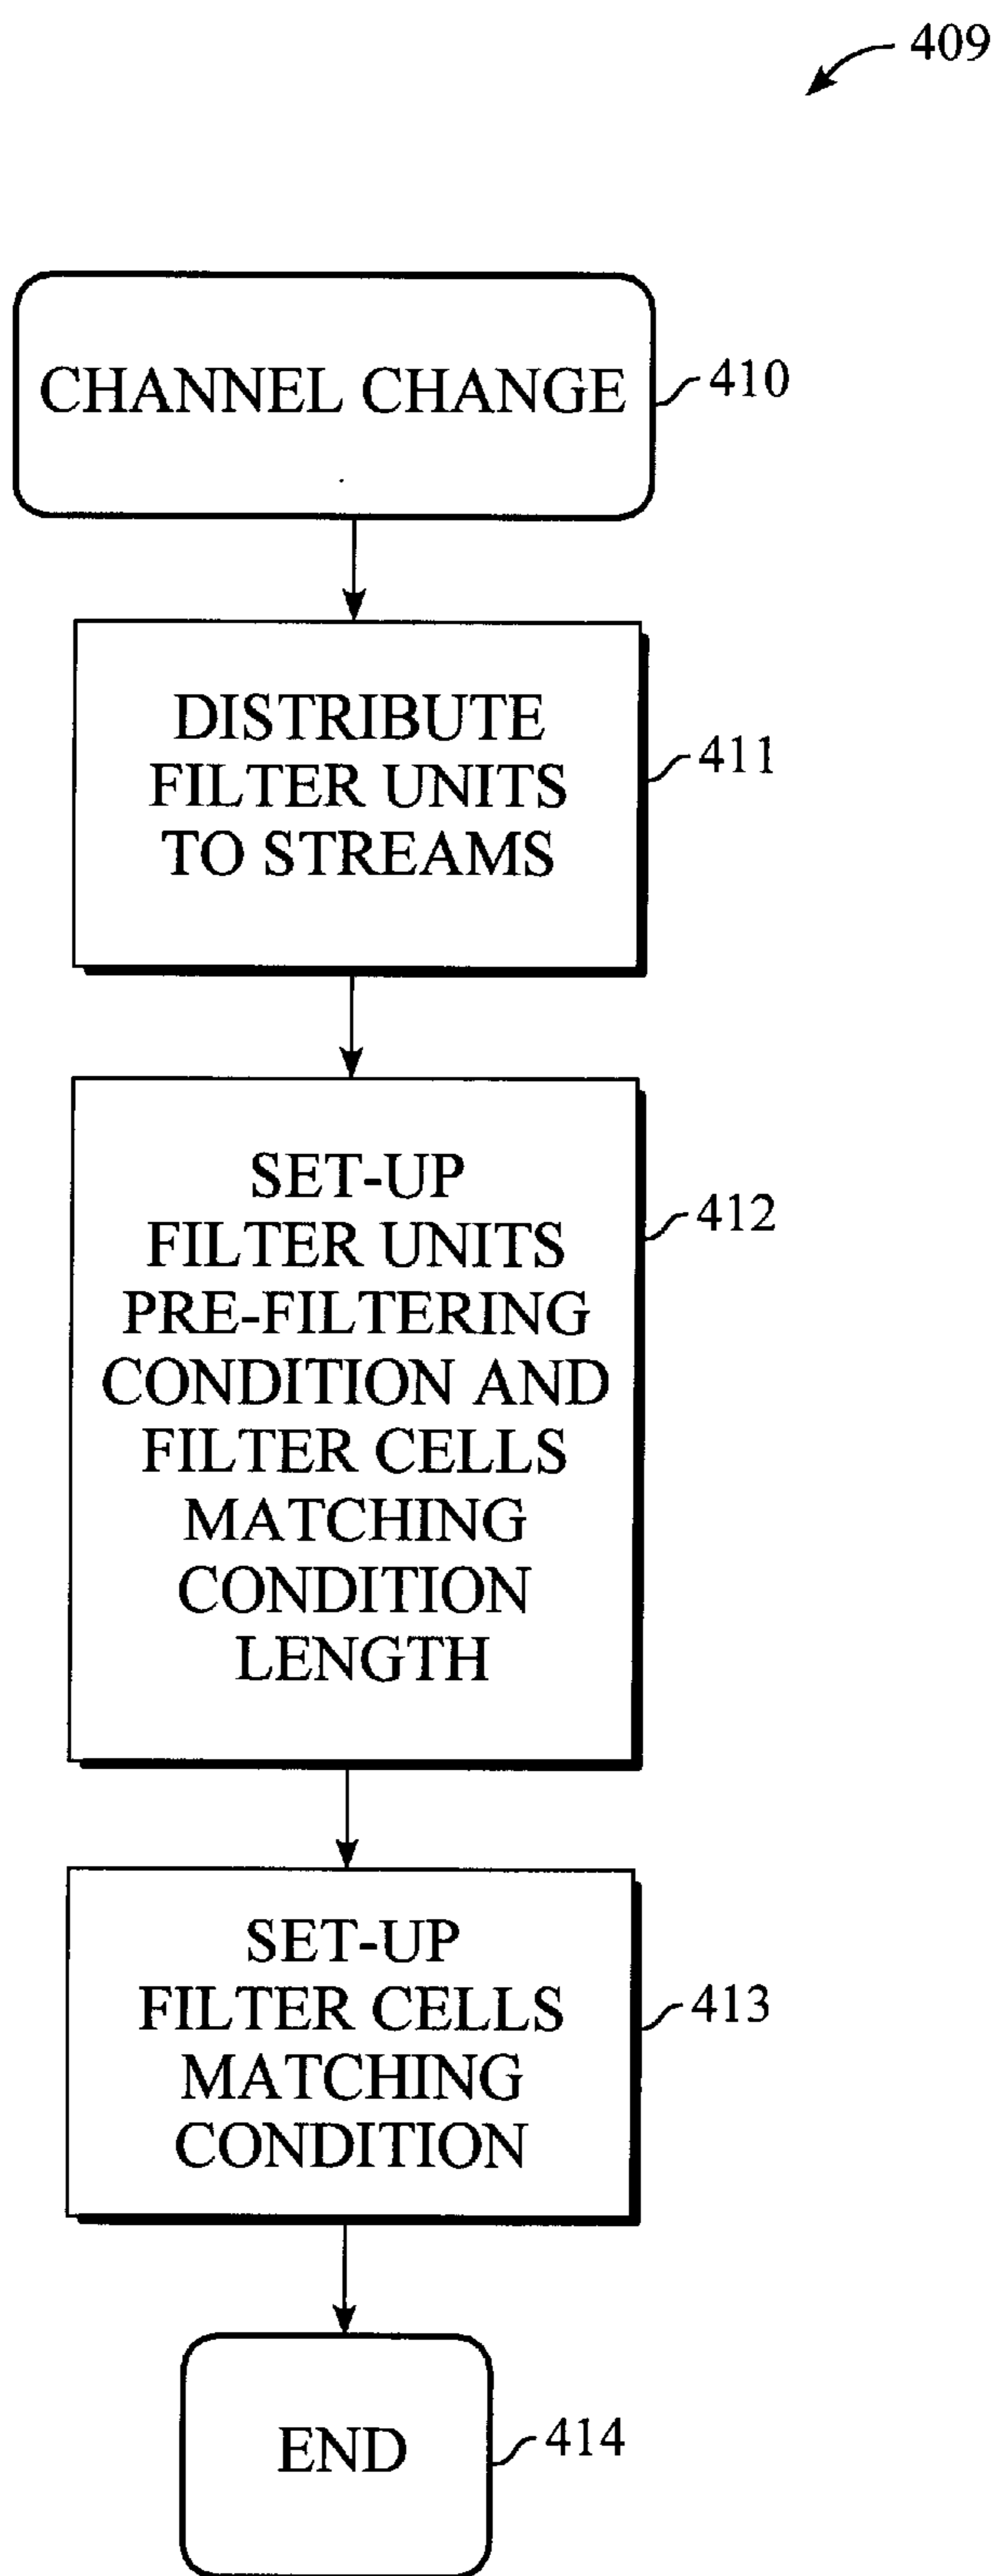 409
CHANNEL CHANGE
410
DISTRIBUTE
FILTER UNITS
TO STREAMS
411
SET-UP
FILTER UNITS
PRE-FILTERING
CONDITION AND
FILTER CELLS
MATCHING
CONDITION
LENGTH
412
SET-UP
FILTER CELLS
MATCHING
CONDITION
413
END
414